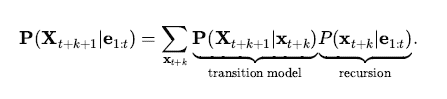 P(X_{t+k+1}|e_{1:t}) = ∑_{x_{t+k}} P(X_{t+k+1}|x_{t+k}) P(x_{t+k}|e_{1:t}).
transition model recursion